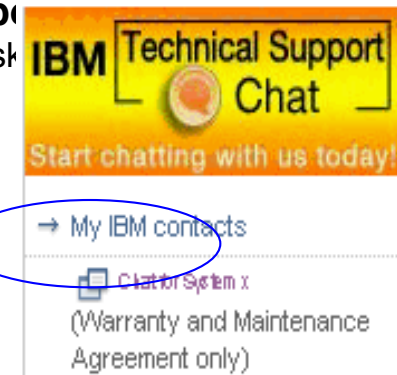 IBM Technical Support
Chat
Start chatting with us today!
→ My IBM contacts
Chat for System x
(Warranty and Maintenance
Agreement only)